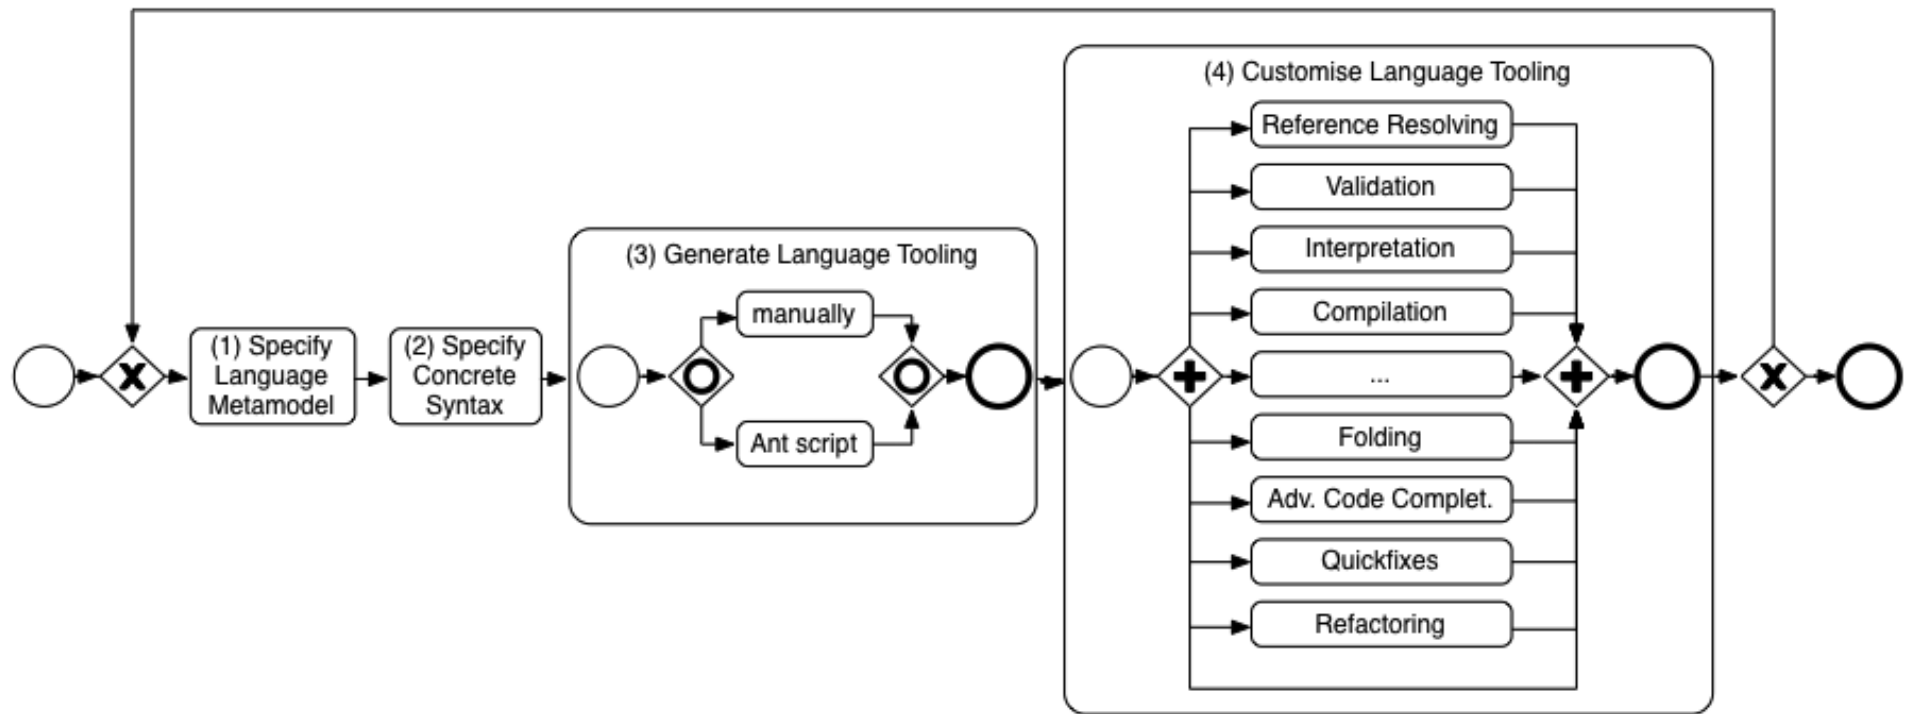 (1) Specify
Language
Metamodel
(2) Specify
Concrete
Syntax
(3) Generate Language Tooling
manually
Ant script
(4) Customise Language Tooling
Reference Resolving
Validation
Interpretation
Compilation
...
Folding
Adv. Code Complet.
Quickfixes
Refactoring